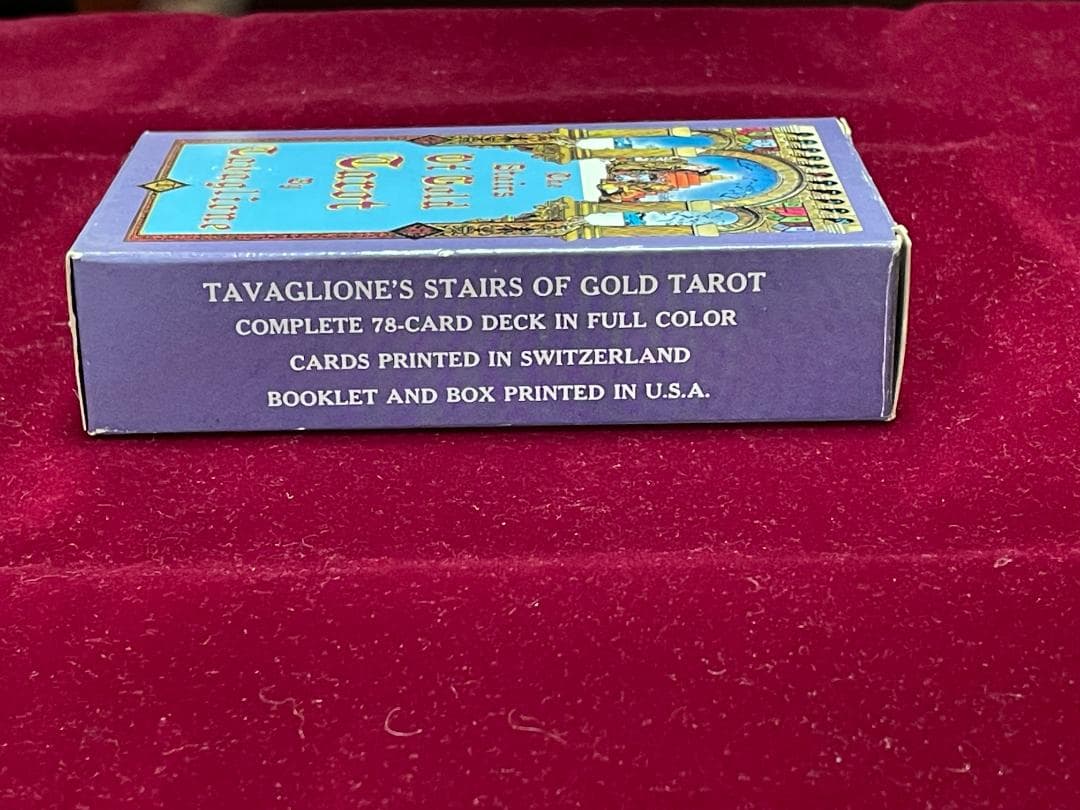 The
Stairs
Of Gold
Tarot
By
Tavaglione
TAVAGLIONE'S STAIRS OF GOLD TAROT
COMPLETE 78-CARD DECK IN FULL COLOR
CARDS PRINTED IN SWITZERLAND
BOOKLET AND BOX PRINTED IN U.S.A.